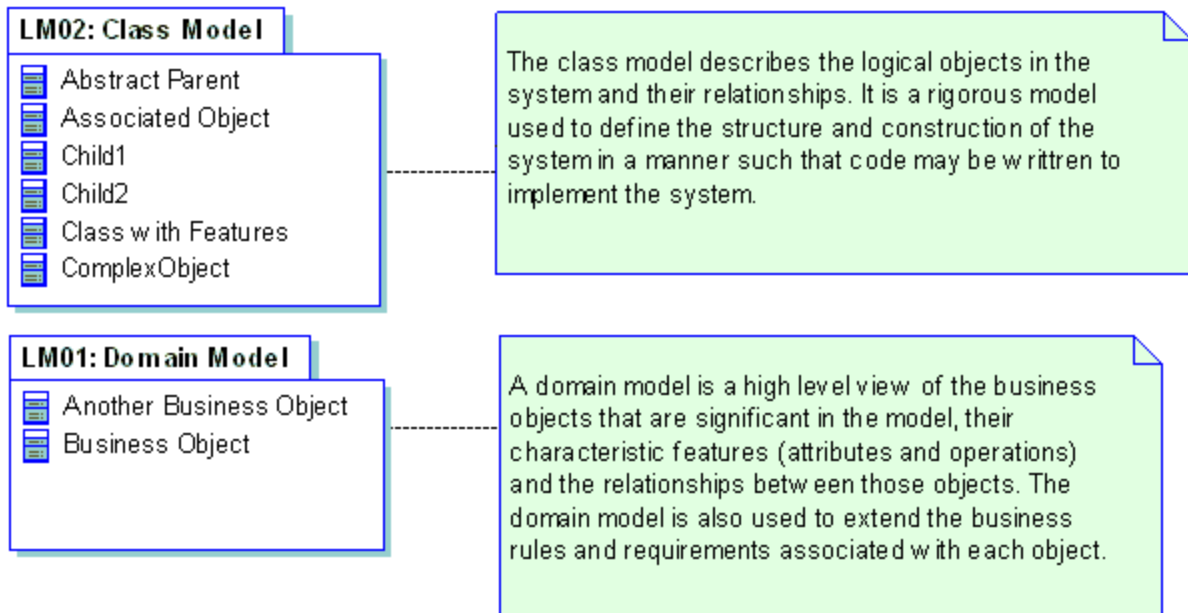 LM02: Class Model
Abstract Parent
Associated Object
Child1
Child2
Class with Features
ComplexObject
The class model describes the logical objects in the
system and their relationships. It is a rigorous model
used to define the structure and construction of the
system in a manner such that code may be writtren to
implement the system.
LM01: Domain Model
Another Business Object
Business Object
A domain model is a high level view of the business
objects that are significant in the model, their
characteristic features (attributes and operations)
and the relationships between those objects. The
domain model is also used to extend the business
rules and requirements associated with each object.